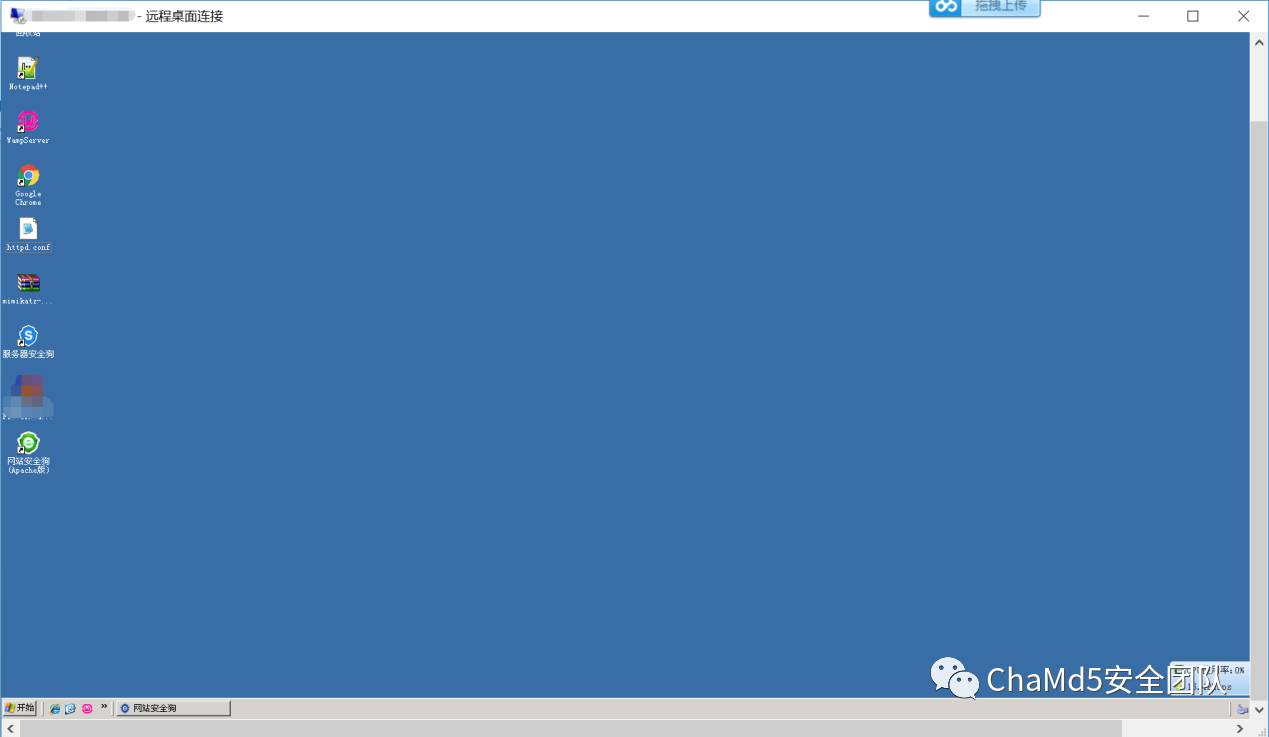 - 远程桌面连接
拖拽上传
回收站
Notepad++
WampServer
Google
Chrome
httpd.conf
mimikatz-...
服务器安全狗
网站安全狗
(Apache版)
ChaMd5安全团队
开始
网站安全狗